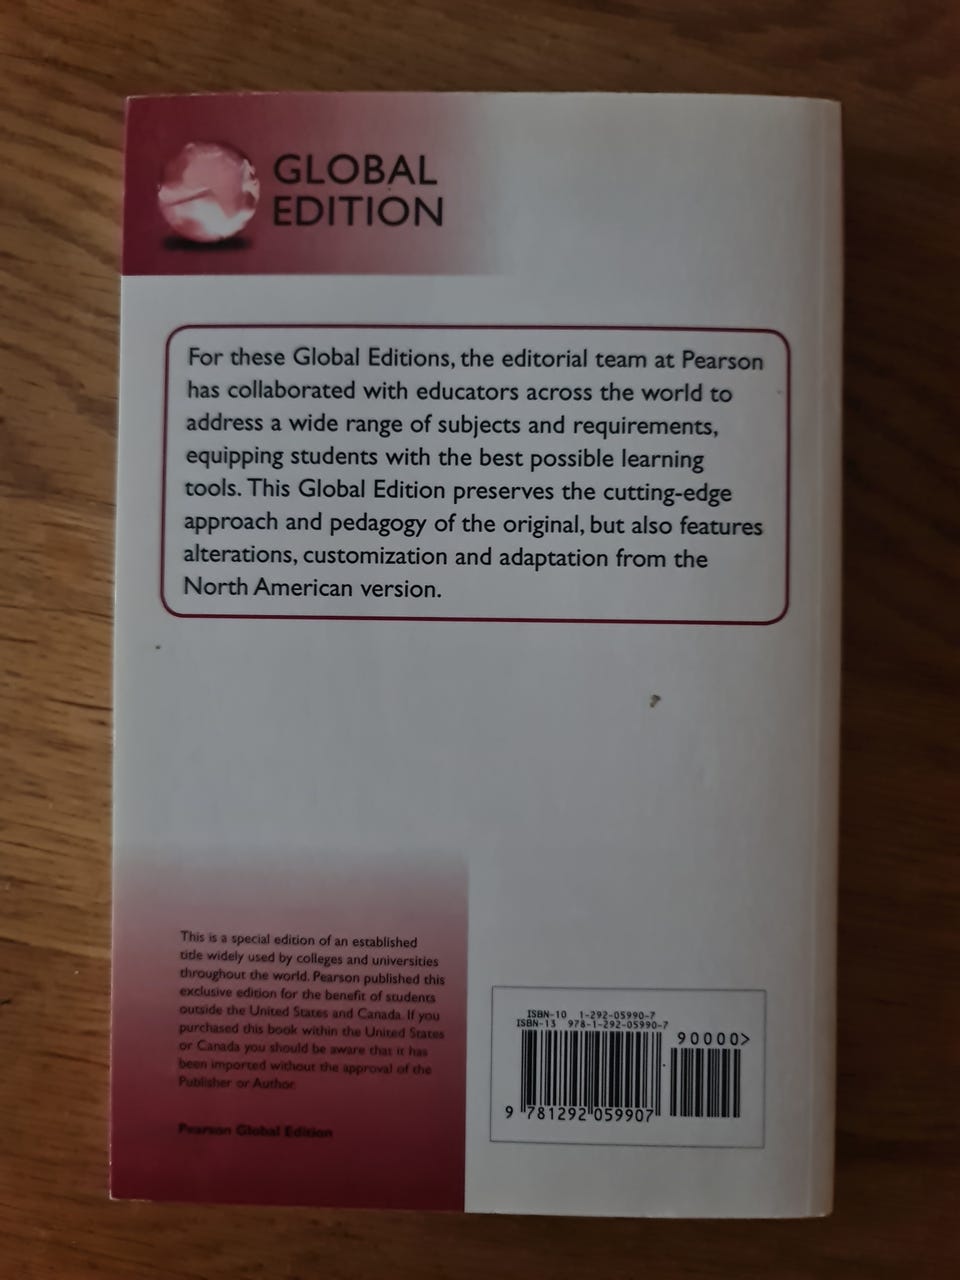 GLOBAL
EDITION
For these Global Editions, the editorial team at Pearson
has collaborated with educators across the world to
address a wide range of subjects and requirements,
equipping students with the best possible learning
tools. This Global Edition preserves the cutting-edge
approach and pedagogy of the original, but also features
alterations, customization and adaptation from the
North American version.
This is a special edition of an established
title widely used by colleges and universities
throughout the world. Pearson published this
exclusive edition for the benefit of students
outside the United States and Canada. If you
purchased this book within the United States
or Canada you should be aware that it has
been imported without the approval of the
Publisher or Author.
Pearson Global Edition
ISBN-10 1-292-05990-7
ISBN-13 978-1-292-05990-7
90000>
9 781292 059907